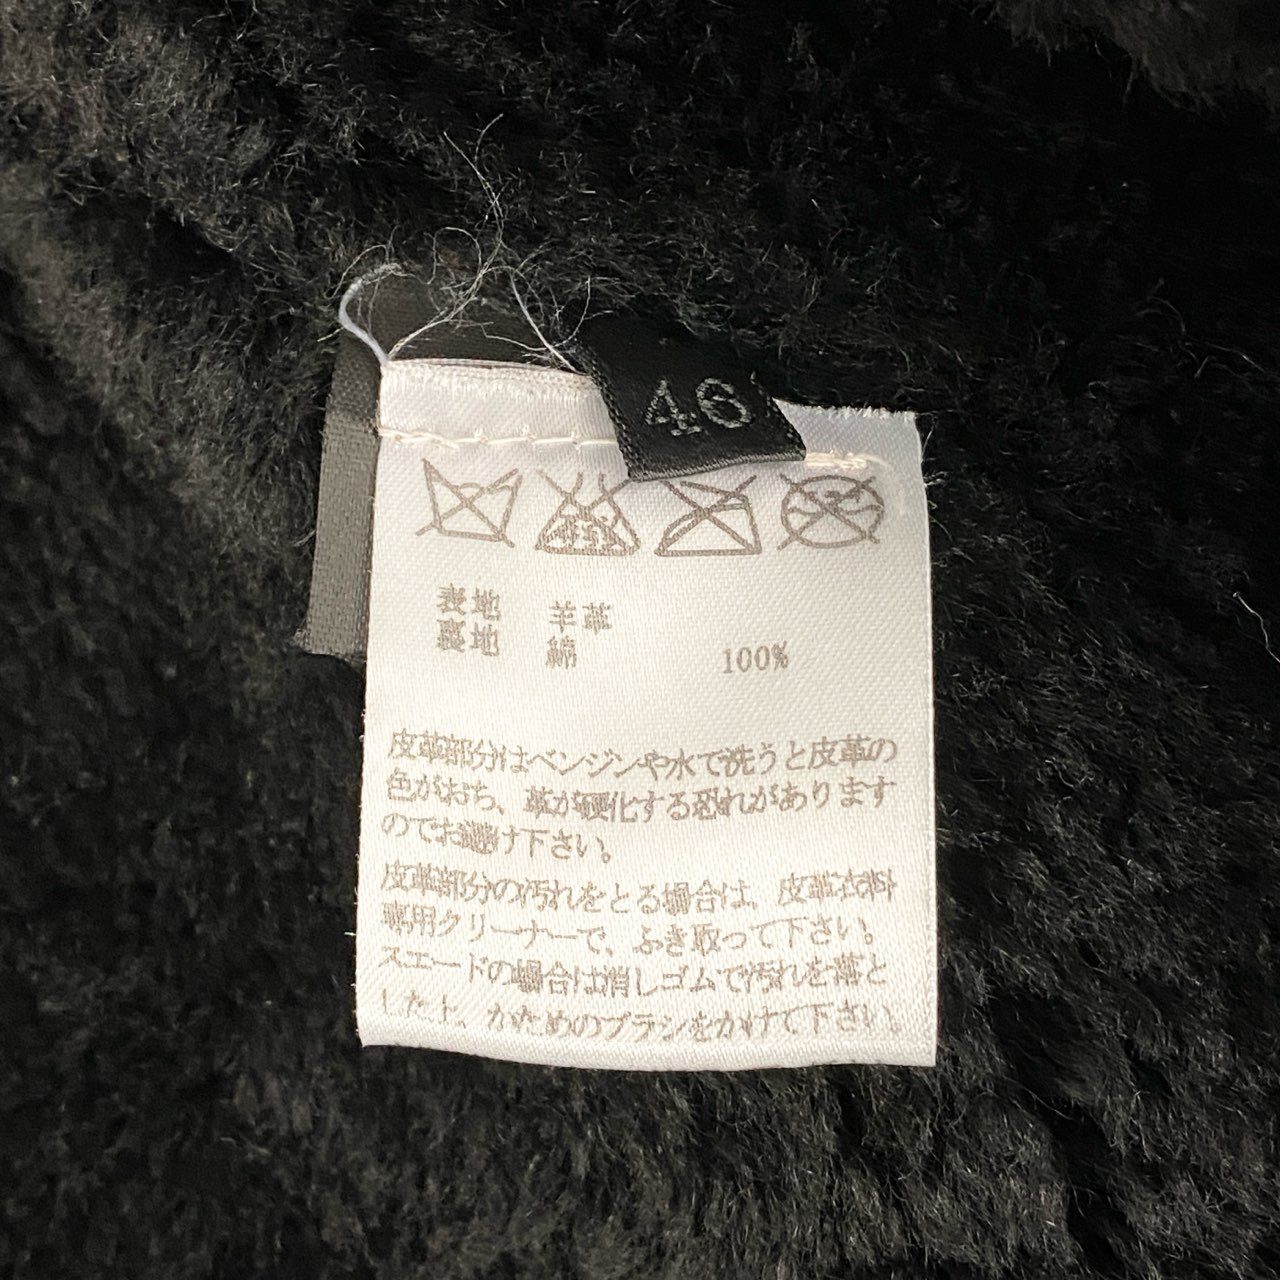 46
表地 羊革
裏地 綿 100%
皮革部分はベンジンや水で洗うと皮革の
色がおち、革が硬化する恐れがあります
のでお避け下さい。
皮革部分の汚れをとる場合は、皮革衣料
専用クリーナーで、ふき取って下さい。
スエードの場合は消しゴムで汚れを落と
した上、かためのブラシをかけて下さい。